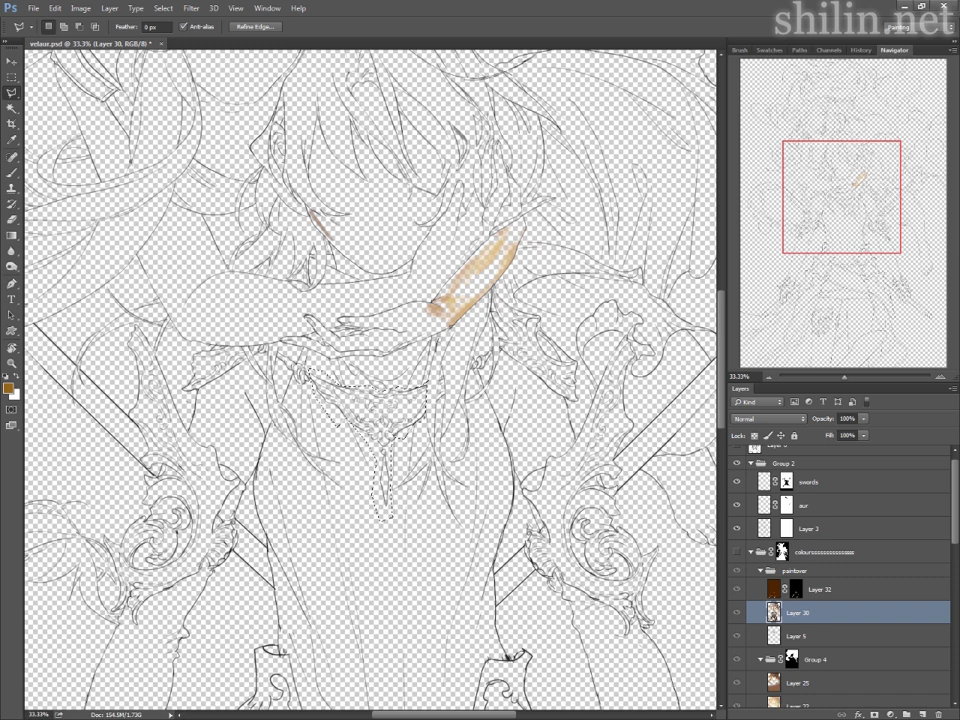 Ps File Edit Image Layer Type Select Filter 3D View Window Help
shilin.net
Feather: 0 px Anti-alias Refine Edge... Painting
velaur.psd @ 33.3% (Layer 30, RGB/8) * ×
Brush Swatches Paths Channels History Navigator
33.33%
Layers
Kind
Normal Opacity: 100%
Lock: Fill: 100%
Group 2
swords
aur
Layer 3
paintover
Layer 32
Layer 30
Layer 5
Group 4
Layer 25
33.33% Doc: 154.5M/1.73G